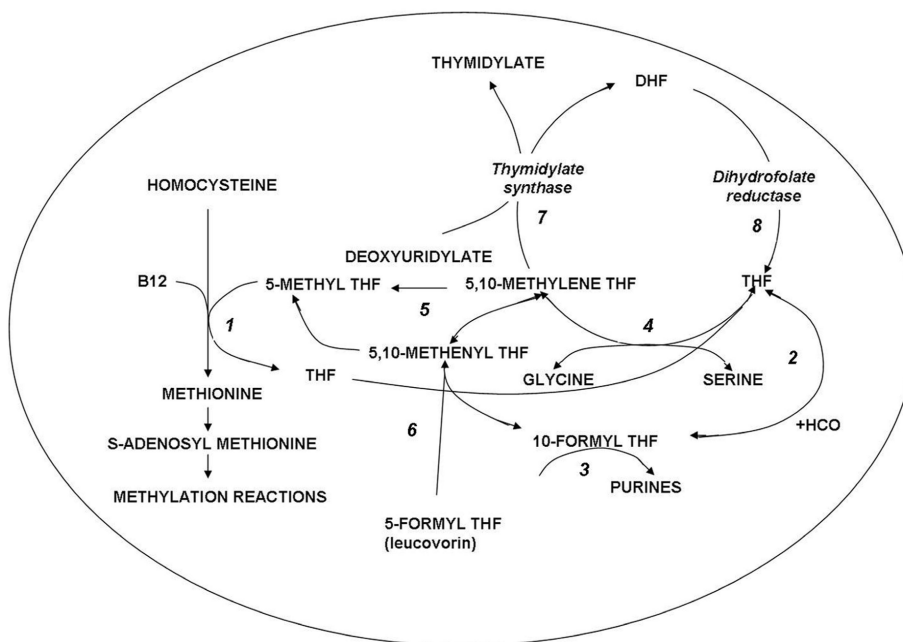 THYMIDYLATE
DHF
Thymidylate
synthase
Dihydrofolate
reductase
HOMOCYSTEINE
7
8
DEOXYURIDYLATE
B12
5-METHYL THF
5,10-METHYLENE THF
THF
5
1
4
5,10-METHENYL THF
2
THF
GLYCINE
SERINE
METHIONINE
6
+HCO
S-ADENOSYL METHIONINE
10-FORMYL THF
3
METHYLATION REACTIONS
PURINES
5-FORMYL THF
(leucovorin)